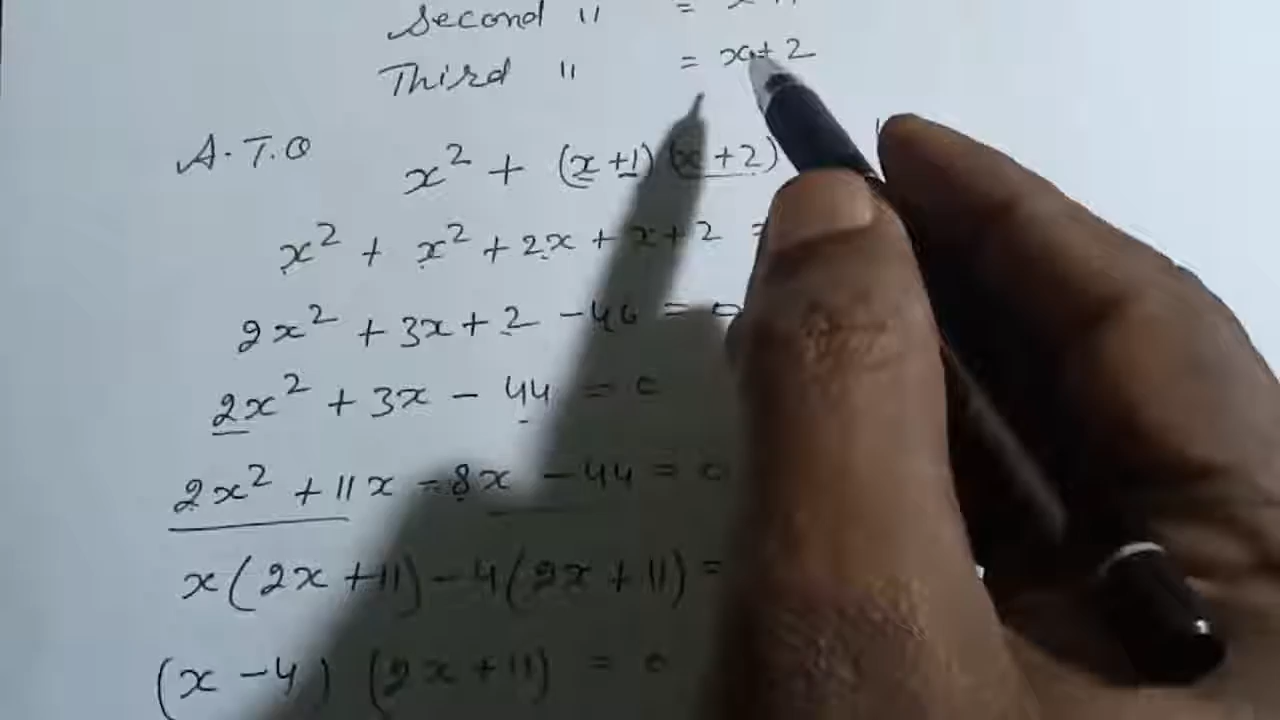 Second " =
Third " = x+2
A.T.Q
x² + (x+1)(x+2)
x² + x² + 2x + x + 2 =
2x² + 3x + 2 - 46 = 0
2x² + 3x - 44 = 0
2x² + 11x - 8x - 44 = 0
x(2x+11) - 4(2x+11) =
(x-4) (2x+11) = 0